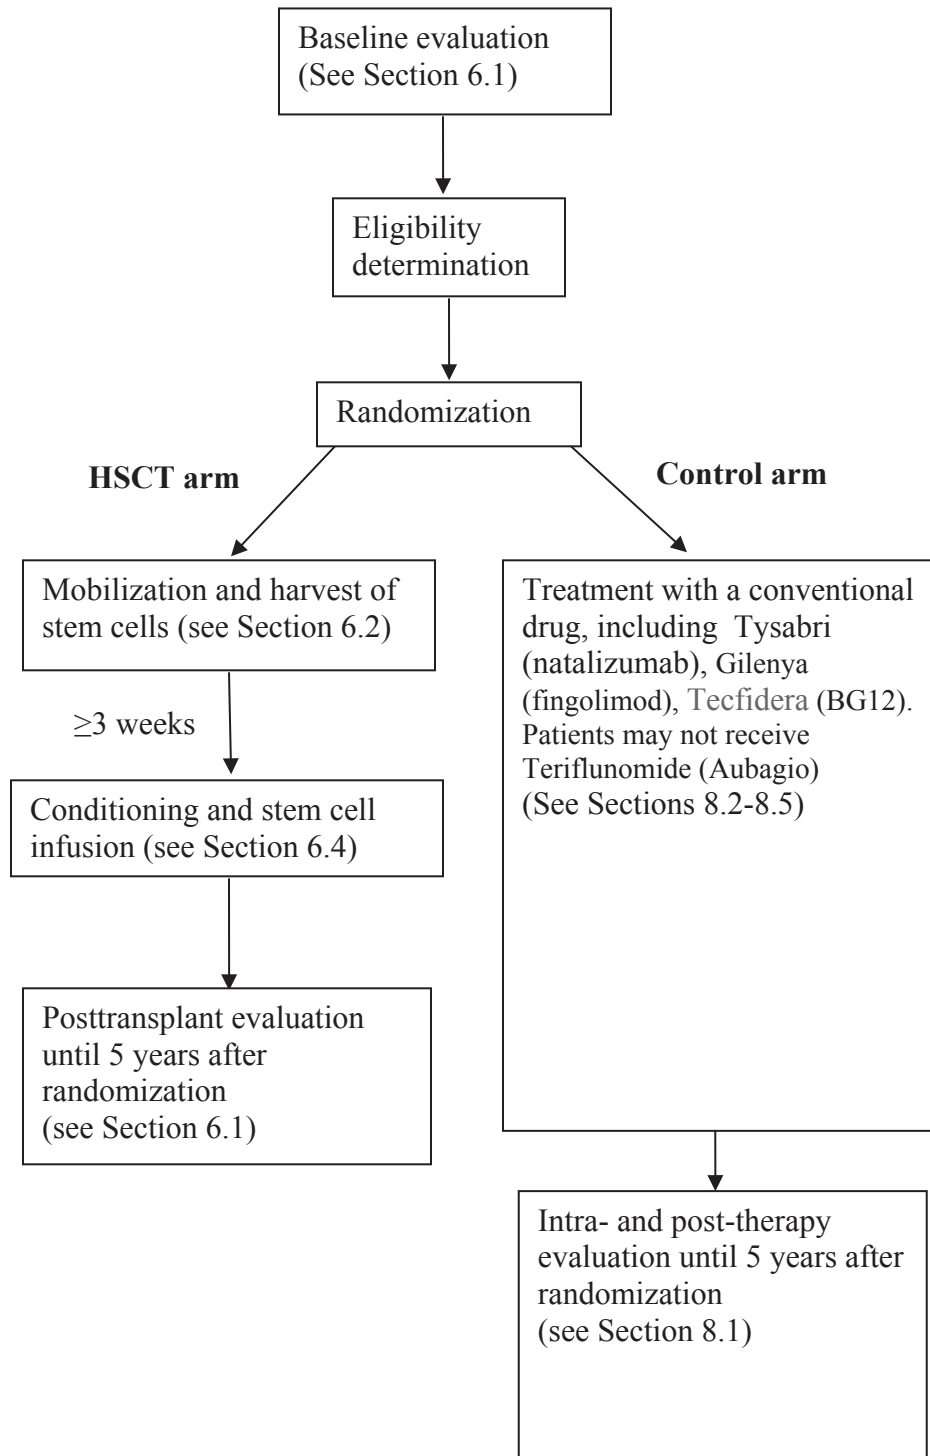 Baseline evaluation
(See Section 6.1)
Eligibility
determination
Randomization
HSCT arm
Control arm
Mobilization and harvest of
stem cells (see Section 6.2)
≥3 weeks
Conditioning and stem cell
infusion (see Section 6.4)
Posttransplant evaluation
until 5 years after
randomization
(see Section 6.1)
Treatment with a conventional
drug, including Tysabri
(natalizumab), Gilenya
(fingolimod), Tecfidera (BG12).
Patients may not receive
Teriflunomide (Aubagio)
(See Sections 8.2-8.5)
Intra- and post-therapy
evaluation until 5 years after
randomization
(see Section 8.1)